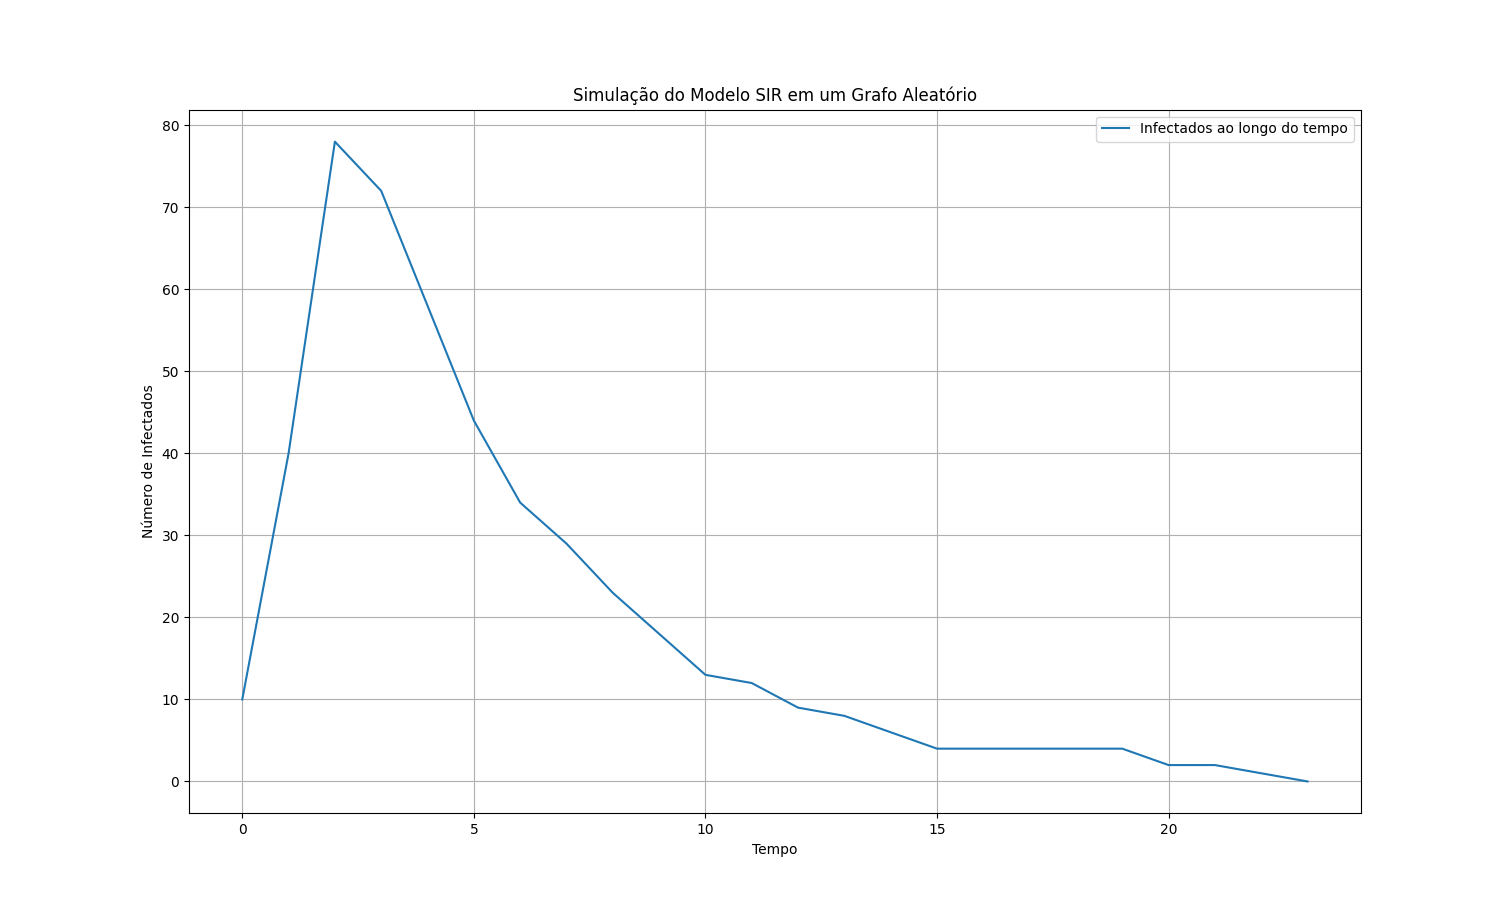 Simulação do Modelo SIR em um Grafo Aleatório
Infectados ao longo do tempo
Número de Infectados
80
70
60
50
40
30
20
10
0
0 5 10 15 20
Tempo